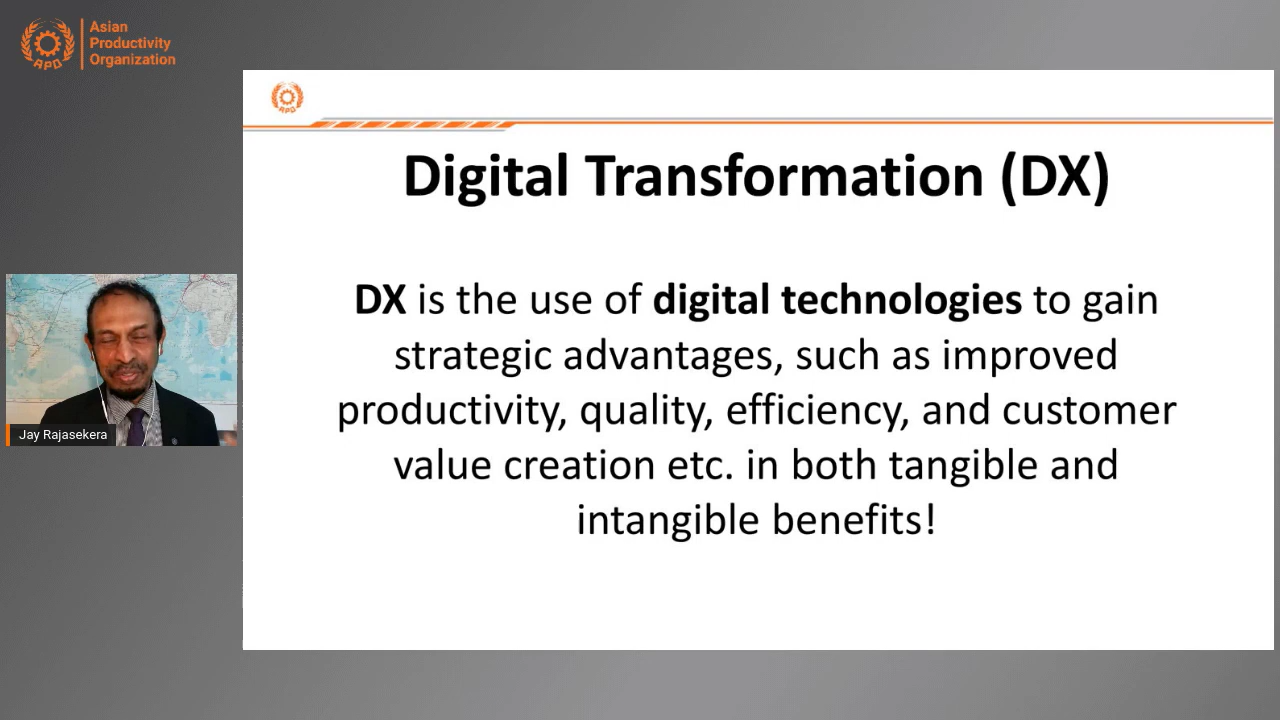 Asian
Productivity
Organization
APO
APO
Digital Transformation (DX)
DX is the use of digital technologies to gain
strategic advantages, such as improved
productivity, quality, efficiency, and customer
value creation etc. in both tangible and
intangible benefits!
Jay Rajasekera